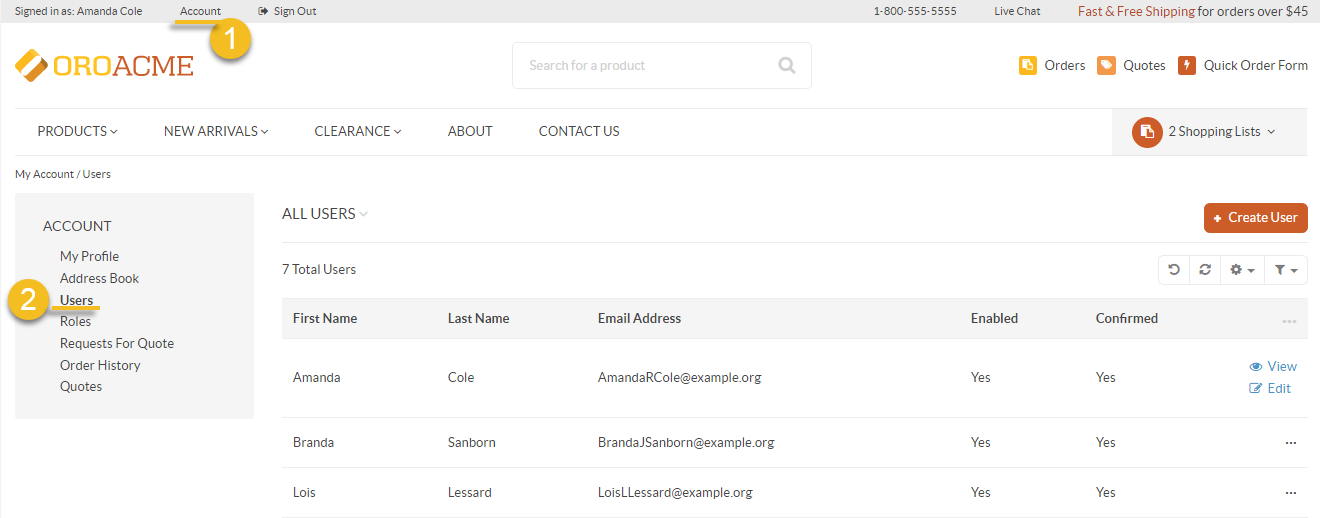 Signed in as: Amanda Cole Account Sign Out 1-800-555-5555 Live Chat Fast & Free Shipping for orders over $45
1
OROACME Search for a product Orders Quotes Quick Order Form
PRODUCTS NEW ARRIVALS CLEARANCE ABOUT CONTACT US 2 Shopping Lists
My Account / Users
ACCOUNT
My Profile
Address Book
2 Users
Roles
Requests For Quote
Order History
Quotes
ALL USERS + Create User
7 Total Users
First Name Last Name Email Address Enabled Confirmed ...
Amanda Cole AmandaRCole@example.org Yes Yes View
Edit
Branda Sanborn BrandaJSanborn@example.org Yes Yes ...
Lois Lessard LoisLLessard@example.org Yes Yes ...